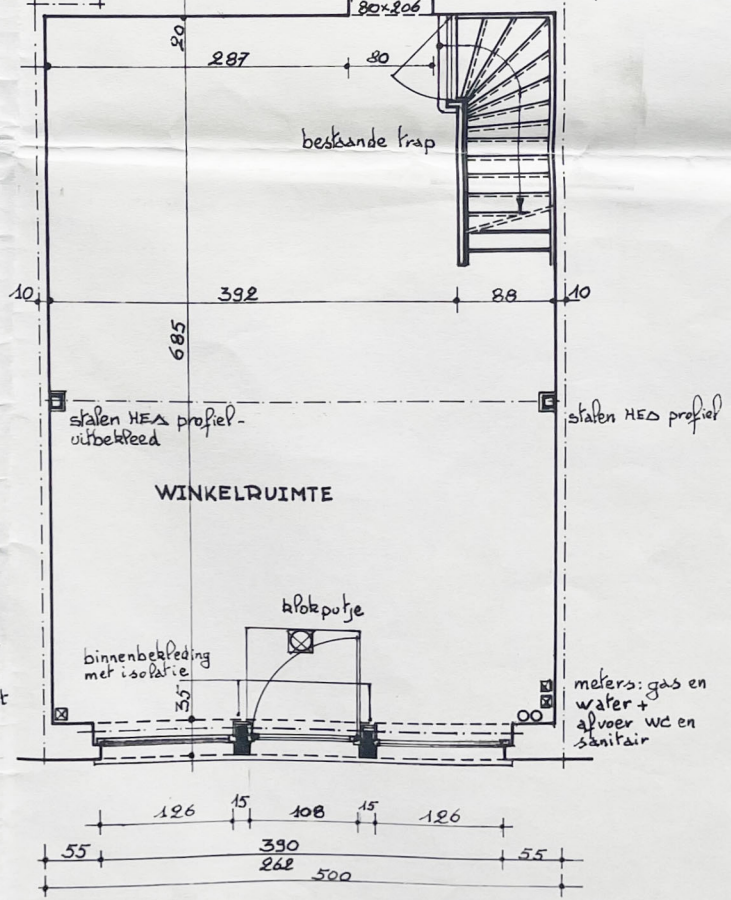 80x206
20
287
80
bestaande trap
10
392
88
10
685
stalen HEA profiel-
uitbekleed
stalen HEA profiel
WINKELRUIMTE
klokputje
binnenbekleding
met isolatie
35
meters: gas en
water +
afvoer wc en
sanitair
t
126
15
108
15
126
55
390
55
262
500